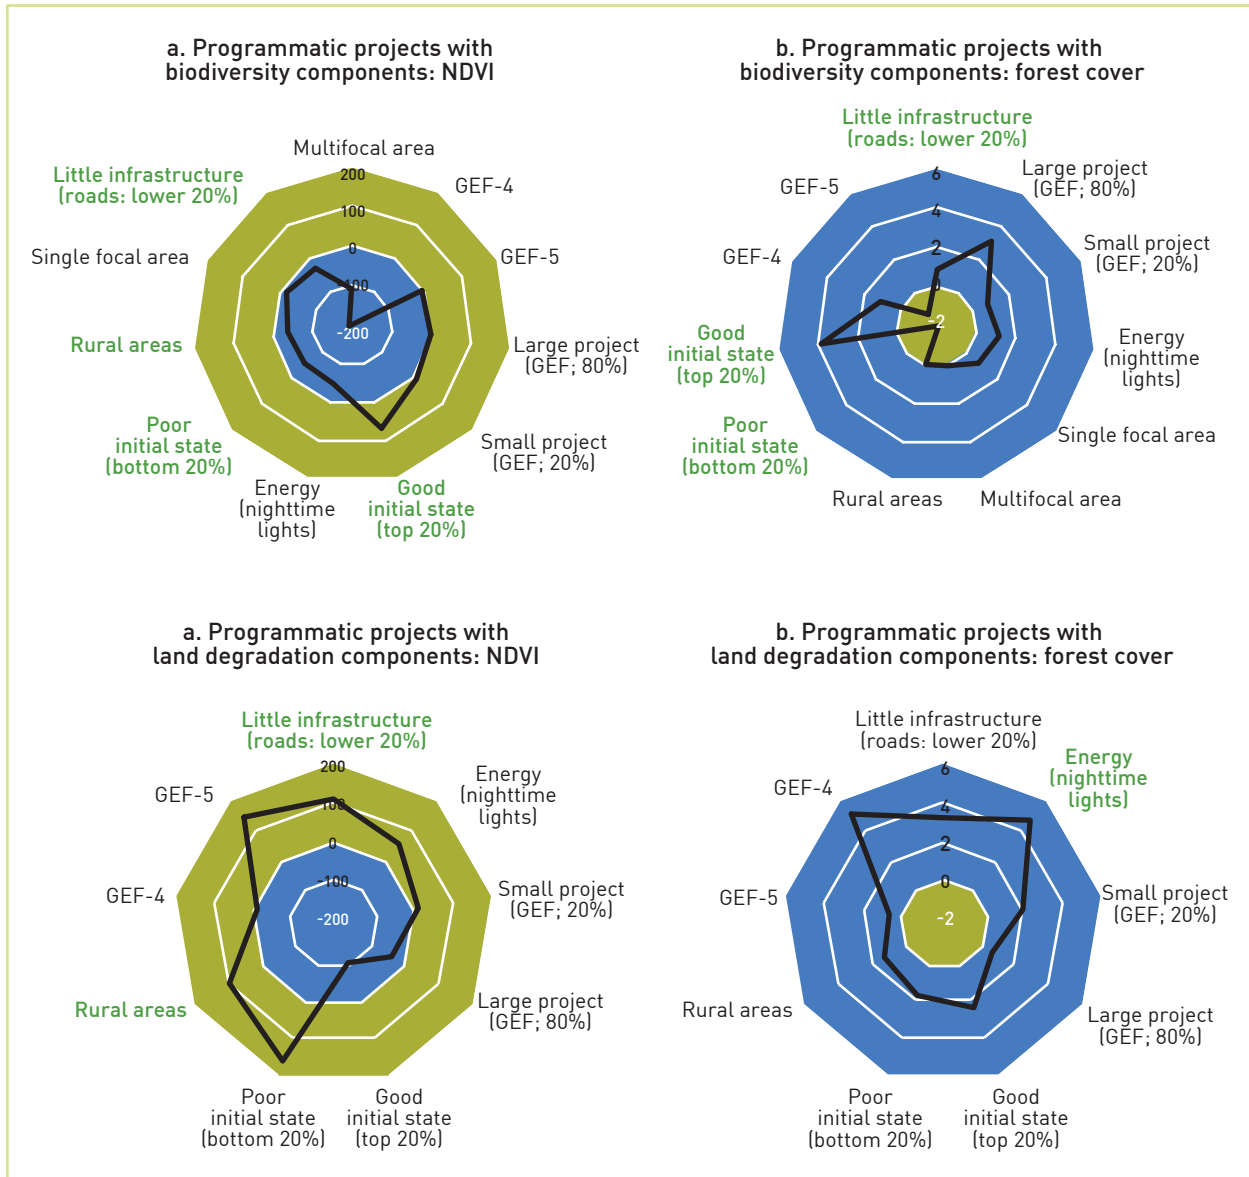 a. Programmatic projects with
biodiversity components: NDVI
Multifocal area
GEF-4
GEF-5
Large project
(GEF; 80%)
Small project
(GEF; 20%)
Good
initial state
(top 20%)
Energy
(nighttime
lights)
Poor
initial state
(bottom 20%)
Rural areas
Single focal area
Little infrastructure
(roads: lower 20%)
200
100
0
-100
-200
b. Programmatic projects with
biodiversity components: forest cover
Little infrastructure
(roads: lower 20%)
Large project
(GEF; 80%)
Small project
(GEF; 20%)
Energy
(nighttime
lights)
Single focal area
Multifocal area
Rural areas
Poor
initial state
(bottom 20%)
Good
initial state
(top 20%)
GEF-4
GEF-5
6
4
2
0
-2
a. Programmatic projects with
land degradation components: NDVI
Little infrastructure
(roads: lower 20%)
Energy
(nighttime
lights)
Small project
(GEF; 20%)
Large project
(GEF; 80%)
Good
initial state
(top 20%)
Poor
initial state
(bottom 20%)
Rural areas
GEF-4
GEF-5
200
100
0
-100
-200
b. Programmatic projects with
land degradation components: forest cover
Little infrastructure
(roads: lower 20%)
Energy
(nighttime
lights)
Small project
(GEF; 20%)
Large project
(GEF; 80%)
Good
initial state
(top 20%)
Poor
initial state
(bottom 20%)
Rural areas
GEF-5
GEF-4
6
4
2
0
-2